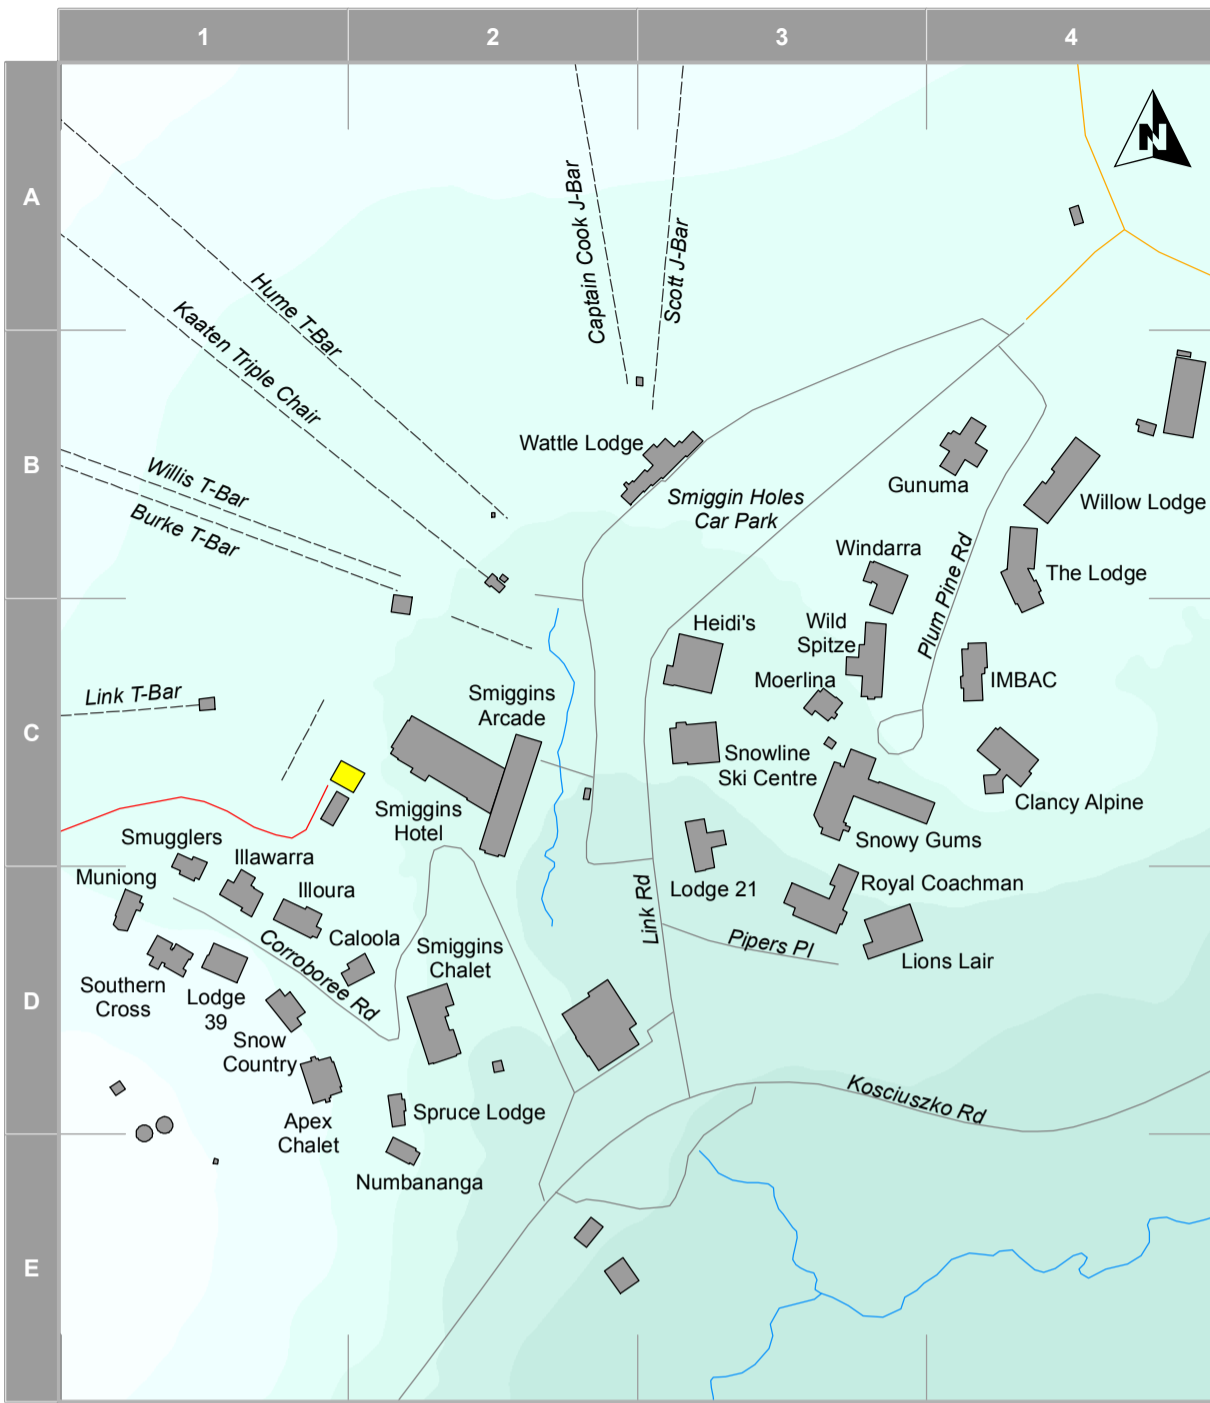 1
2
3
4
A
N
Captain Cook J-Bar
Scott J-Bar
Hume T-Bar
Kaaten Triple Chair
B
Wattle Lodge
Willis T-Bar
Burke T-Bar
Smiggin Holes
Car Park
Gunuma
Willow Lodge
Windarra
The Lodge
Plum Pine Rd
C
Heidi's
Wild
Spitze
Moerlina
IMBAC
Link T-Bar
Smiggins
Arcade
Snowline
Ski Centre
Clancy Alpine
Smiggins
Hotel
Snowy Gums
Smugglers
Illawarra
Muniong
Illoura
Lodge 21
Royal Coachman
Link Rd
Pipers Pl
Lions Lair
D
Corroboree Rd
Caloola
Smiggins
Chalet
Southern
Cross
Lodge
39
Snow
Country
Apex
Chalet
Spruce Lodge
Kosciuszko Rd
Numbananga
E